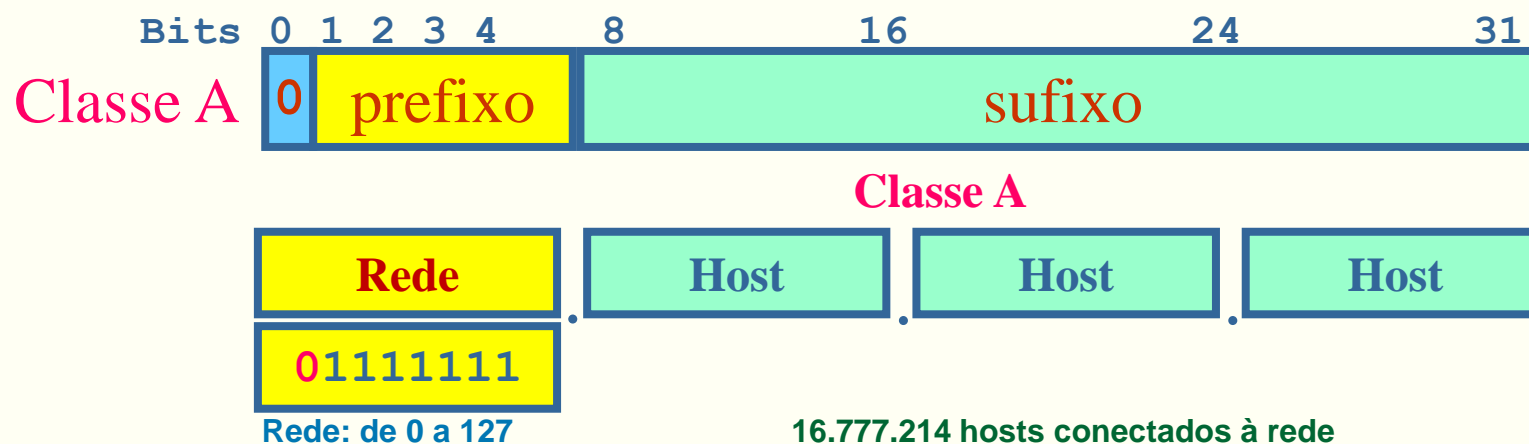 Bits 0 1 2 3 4 8 16 24 31
Classe A 0 prefixo sufixo
Classe A
Rede . Host . Host . Host
01111111
Rede: de 0 a 127 16.777.214 hosts conectados à rede